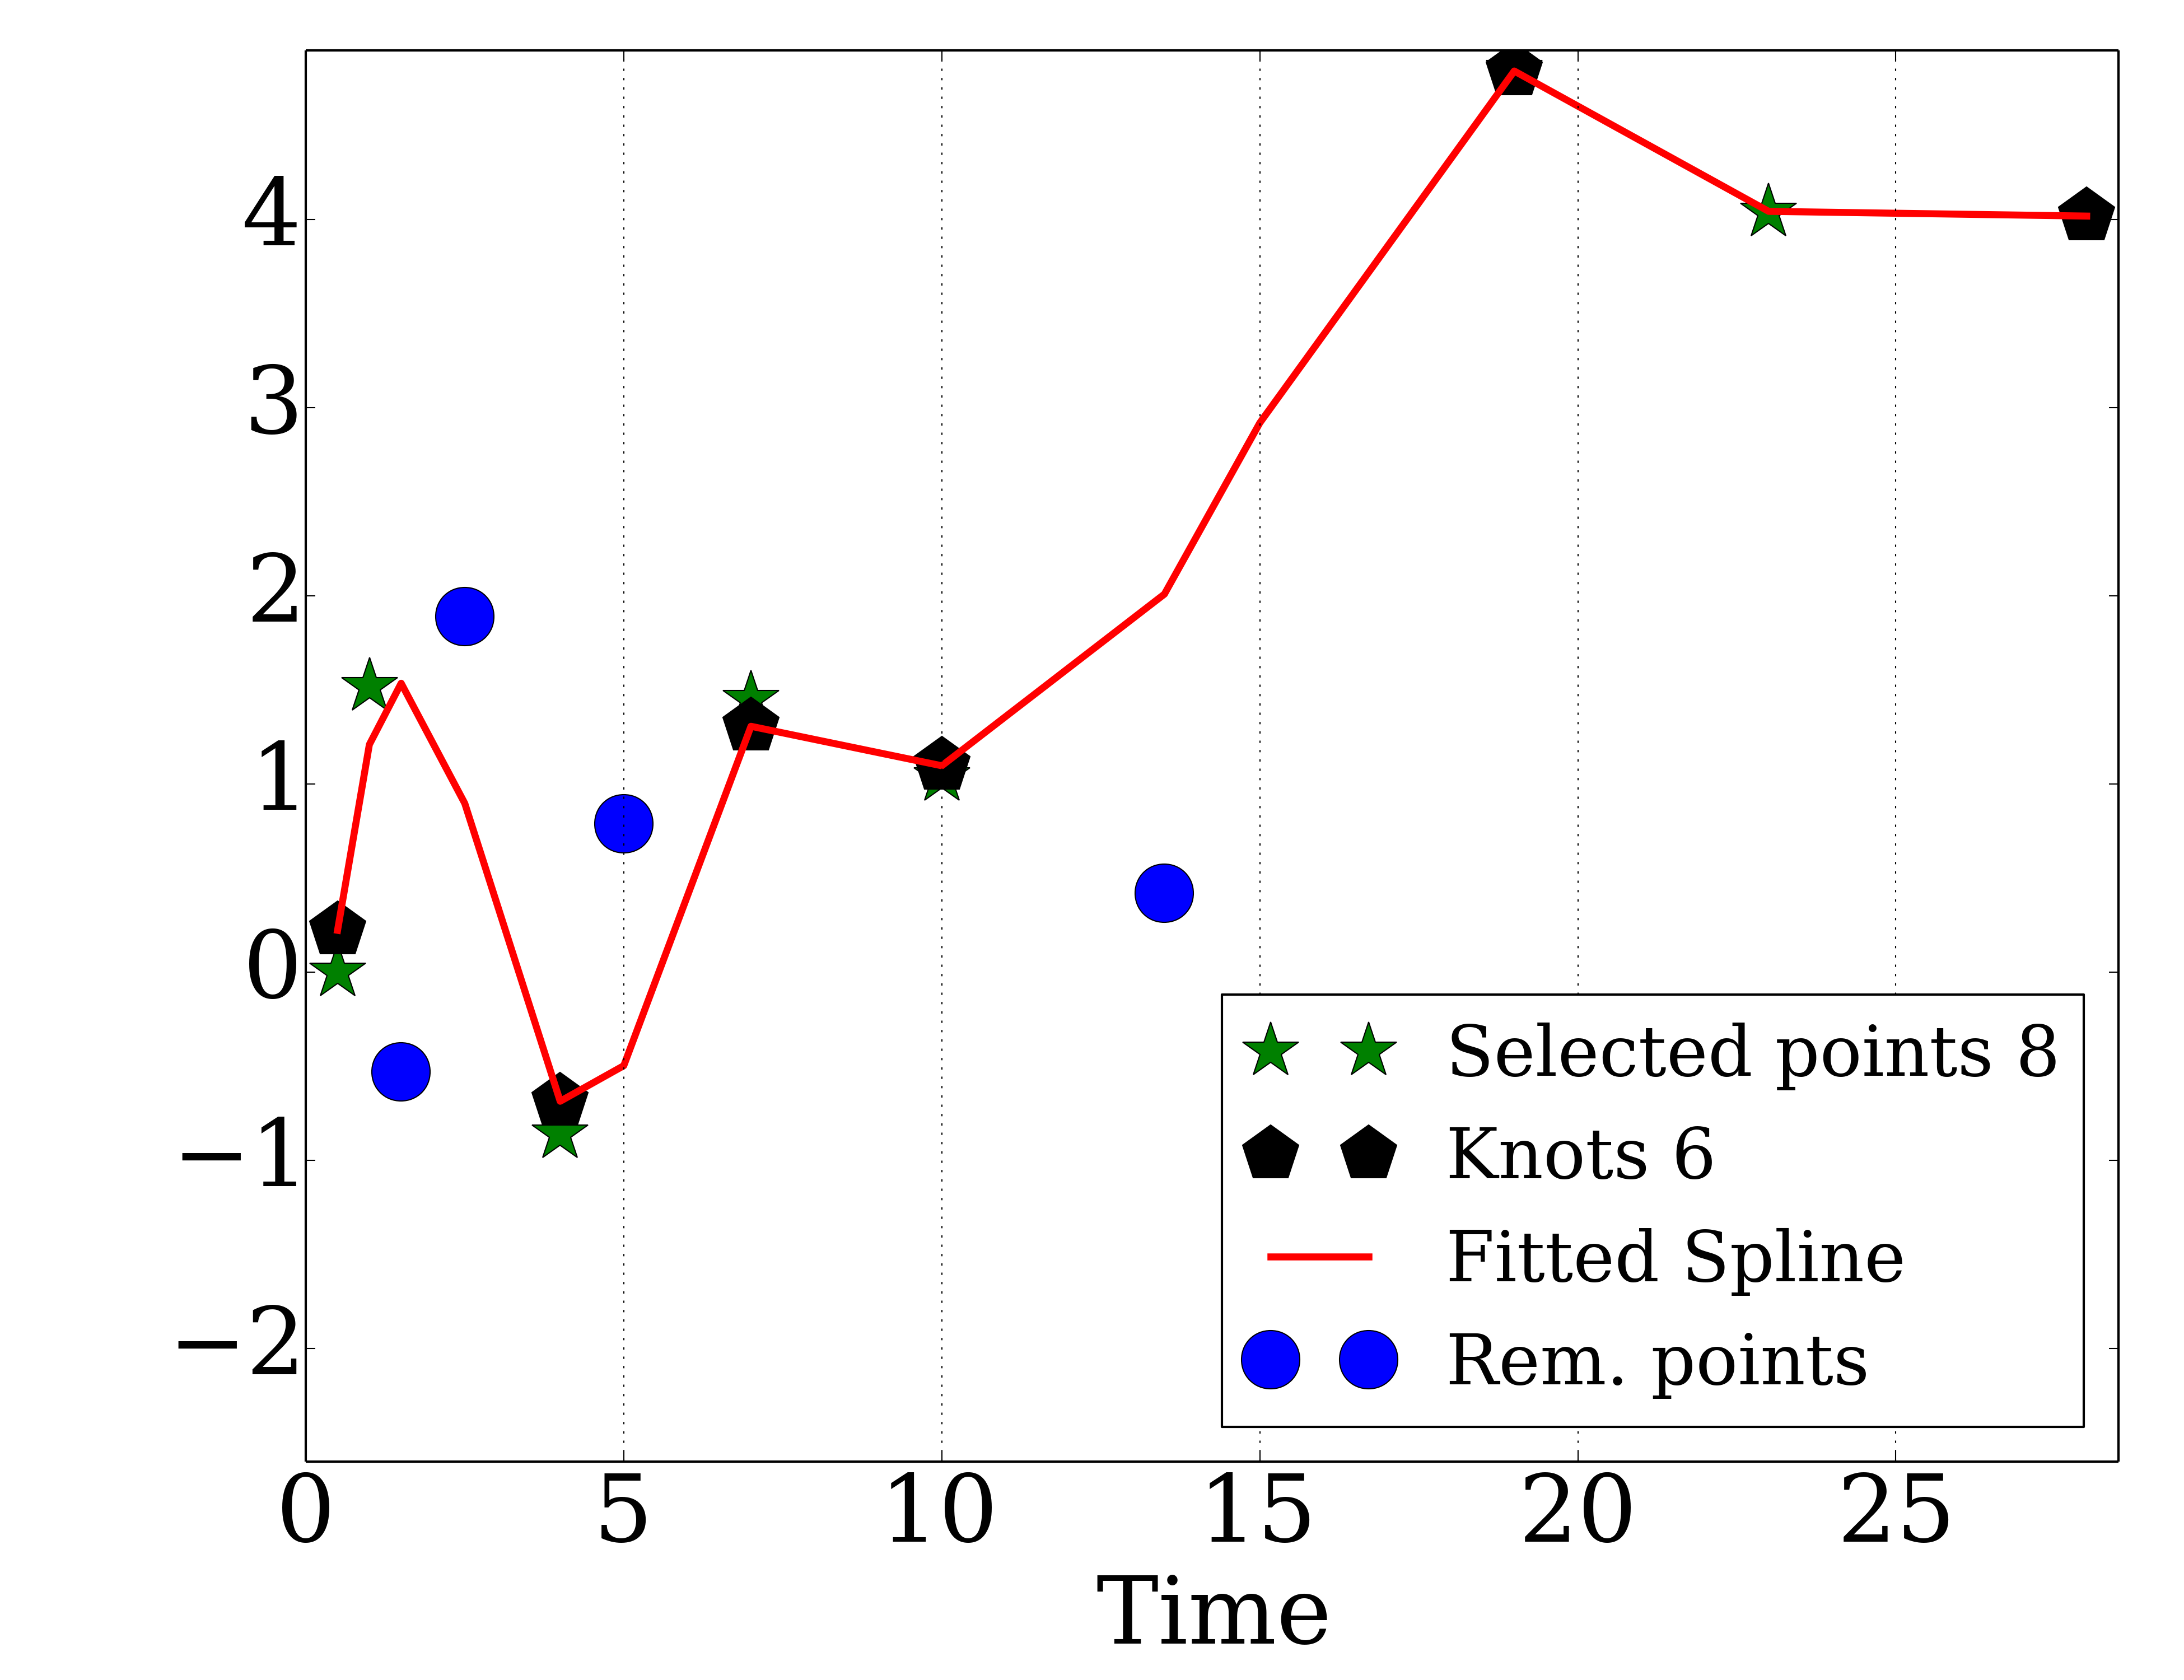 4
3
2
1
0
−1
−2
0 5 10 15 20 25
Time
Selected points 8
Knots 6
Fitted Spline
Rem. points